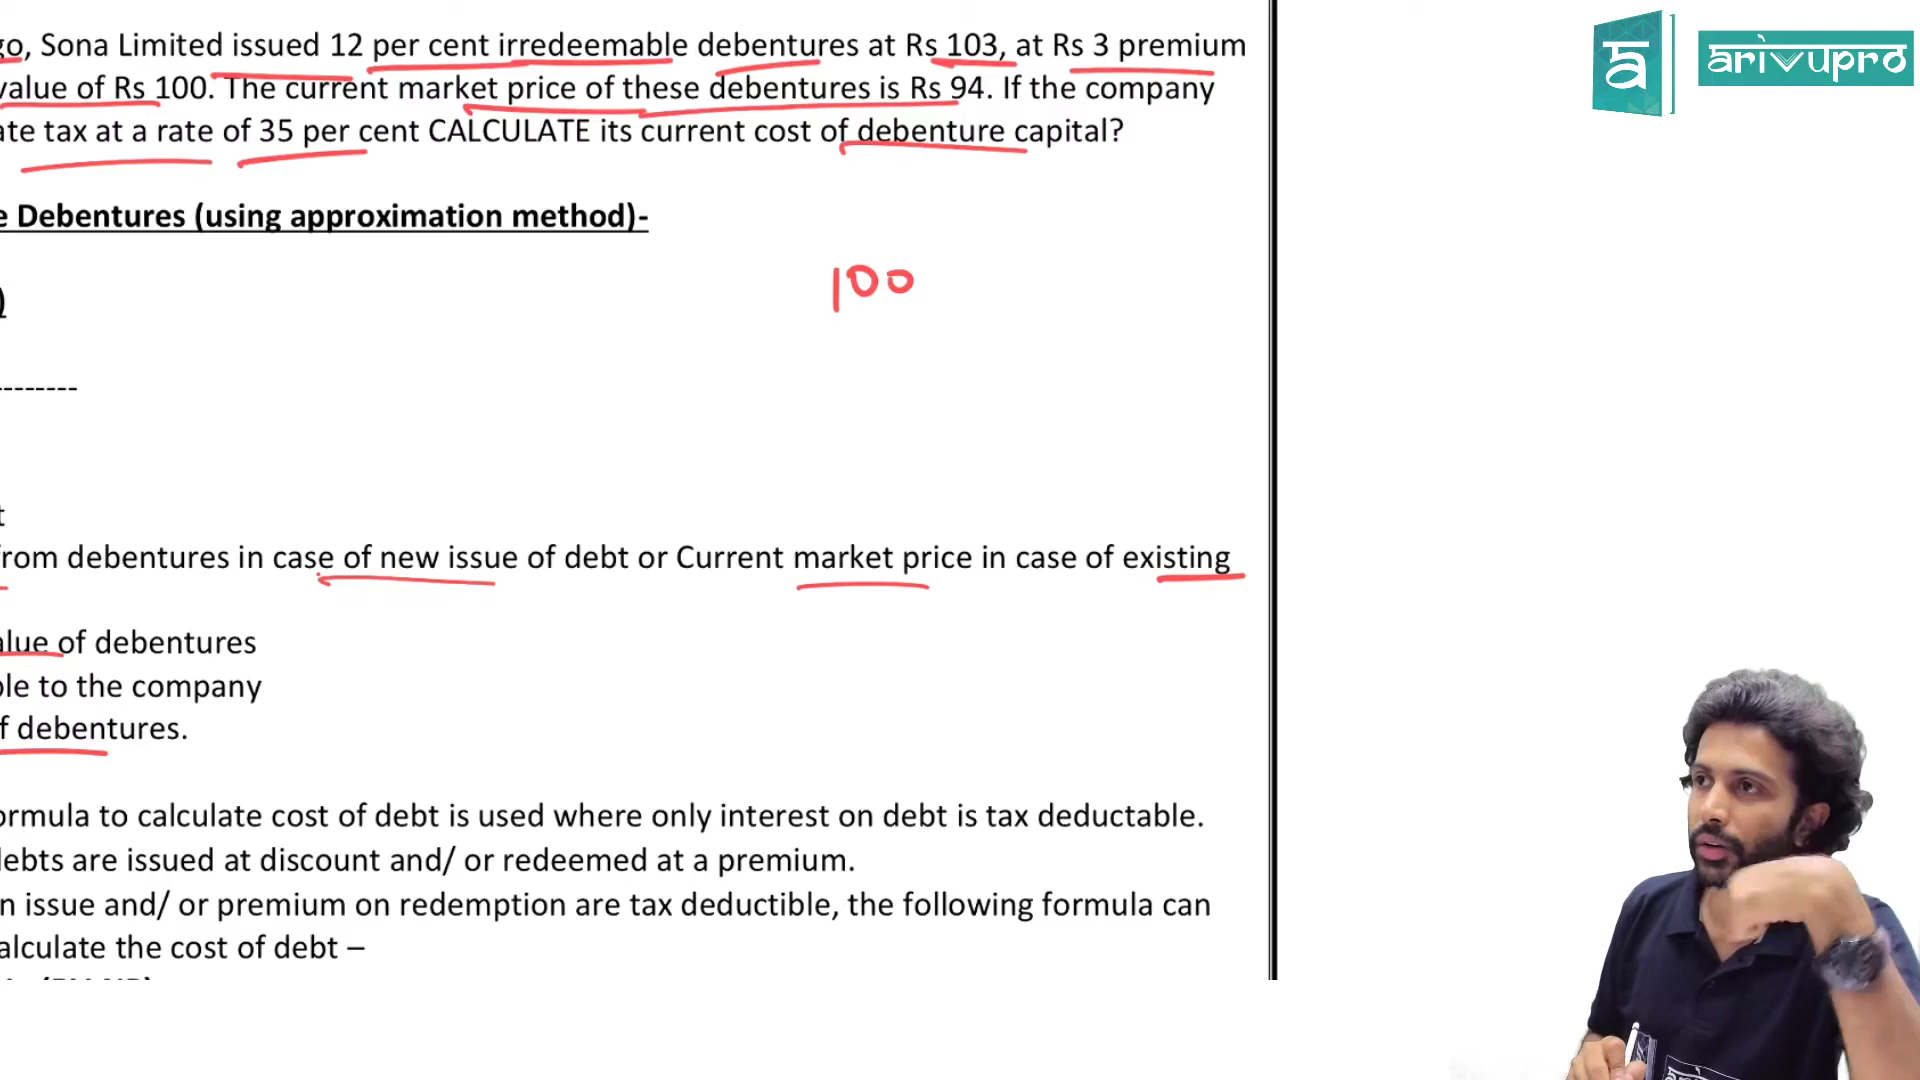 go, Sona Limited issued 12 per cent irredeemable debentures at Rs 103, at Rs 3 premium
value of Rs 100. The current market price of these debentures is Rs 94. If the company
ate tax at a rate of 35 per cent CALCULATE its current cost of debenture capital?
e Debentures (using approximation method)-
100
)
--------
t
from debentures in case of new issue of debt or Current market price in case of existing
alue of debentures
ble to the company
f debentures.
ormula to calculate cost of debt is used where only interest on debt is tax deductable.
debts are issued at discount and/ or redeemed at a premium.
n issue and/ or premium on redemption are tax deductible, the following formula can
alculate the cost of debt –
arivupro